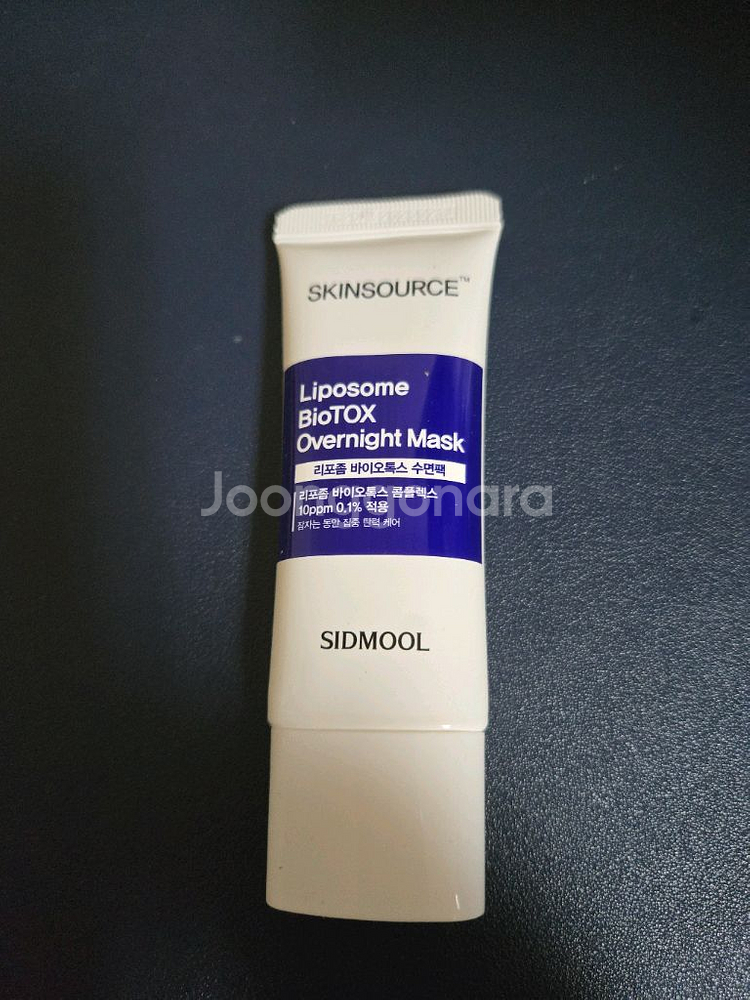 SKINSOURCE™
Liposome
BioTOX
Overnight Mask
리포좀 바이오톡스 수면팩
리포좀 바이오톡스 콤플렉스
10ppm 0.1% 적용
잠자는 동안 집중 탄력 케어
Joonggonara
SIDMOOL